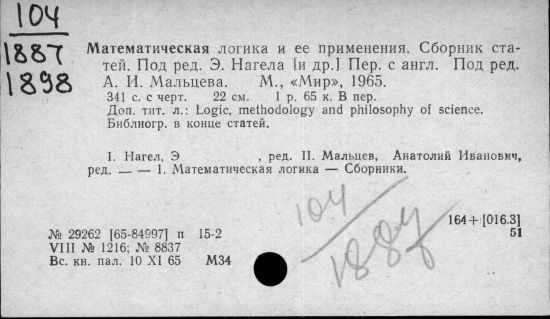 104
1887
1898
Математическая логика и ее применения. Сборник ста-
тей. Под ред. Э. Нагела [и др.] Пер. с англ. Под ред.
А. И. Мальцева. М., «Мир», 1965.
341 с. с черт. 22 см. 1 р. 65 к. В пер.
Доп. тит. л.: Logic, methodology and philosophy of science.
Библиогр. в конце статей.
I. Нагел, Э , ред. II. Мальцев, Анатолий Иванович,
ред. — — 1. Математическая логика — Сборники.
104
1887
164+[016.3]
51
№ 29262 [65-84997] п 15-2
VIII № 1216; № 8837
Вс. кн. пал. 10 XI 65 М34